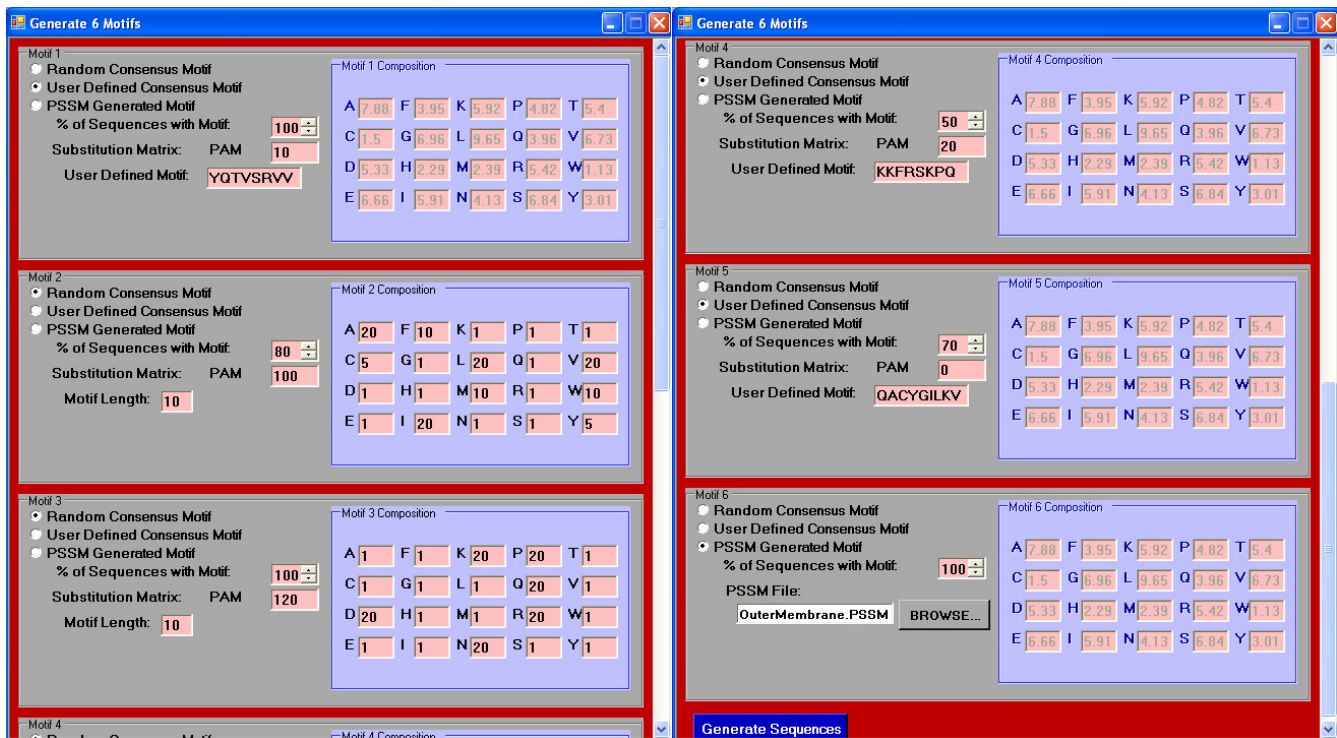 Generate 6 Motifs
Motif 1
Random Consensus Motif
User Defined Consensus Motif
PSSM Generated Motif
% of Sequences with Motif: 100
Substitution Matrix: PAM 10
User Defined Motif: YQTVSRVV
Motif 1 Composition
A 7.88 F 3.95 K 5.92 P 4.82 T 5.4
C 1.5 G 6.96 L 9.65 Q 3.96 V 6.73
D 5.33 H 2.29 M 2.39 R 5.42 W 1.13
E 6.66 I 5.91 N 4.13 S 6.84 Y 3.01
Motif 2
Random Consensus Motif
User Defined Consensus Motif
PSSM Generated Motif
% of Sequences with Motif: 80
Substitution Matrix: PAM 100
Motif Length: 10
Motif 2 Composition
A 20 F 10 K 1 P 1 T 1
C 5 G 1 L 20 Q 1 V 20
D 1 H 1 M 10 R 1 W 10
E 1 I 20 N 1 S 1 Y 5
Motif 3
Random Consensus Motif
User Defined Consensus Motif
PSSM Generated Motif
% of Sequences with Motif: 100
Substitution Matrix: PAM 120
Motif Length: 10
Motif 3 Composition
A 1 F 1 K 20 P 20 T 1
C 1 G 1 L 1 Q 20 V 1
D 20 H 1 M 1 R 20 W 1
E 1 I 1 N 20 S 1 Y 1
Motif 4
Motif 4 Composition
Generate 6 Motifs
Motif 4
Random Consensus Motif
User Defined Consensus Motif
PSSM Generated Motif
% of Sequences with Motif: 50
Substitution Matrix: PAM 20
User Defined Motif: KKFRSKPQ
Motif 4 Composition
A 7.88 F 3.95 K 5.92 P 4.82 T 5.4
C 1.5 G 6.96 L 9.65 Q 3.96 V 6.73
D 5.33 H 2.29 M 2.39 R 5.42 W 1.13
E 6.66 I 5.91 N 4.13 S 6.84 Y 3.01
Motif 5
Random Consensus Motif
User Defined Consensus Motif
PSSM Generated Motif
% of Sequences with Motif: 70
Substitution Matrix: PAM 0
User Defined Motif: QACYGILKV
Motif 5 Composition
A 7.88 F 3.95 K 5.92 P 4.82 T 5.4
C 1.5 G 6.96 L 9.65 Q 3.96 V 6.73
D 5.33 H 2.29 M 2.39 R 5.42 W 1.13
E 6.66 I 5.91 N 4.13 S 6.84 Y 3.01
Motif 6
Random Consensus Motif
User Defined Consensus Motif
PSSM Generated Motif
% of Sequences with Motif: 100
PSSM File:
OuterMembrane.PSSM BROWSE...
Motif 6 Composition
A 7.88 F 3.95 K 5.92 P 4.82 T 5.4
C 1.5 G 6.96 L 9.65 Q 3.96 V 6.73
D 5.33 H 2.29 M 2.39 R 5.42 W 1.13
E 6.66 I 5.91 N 4.13 S 6.84 Y 3.01
Generate Sequences